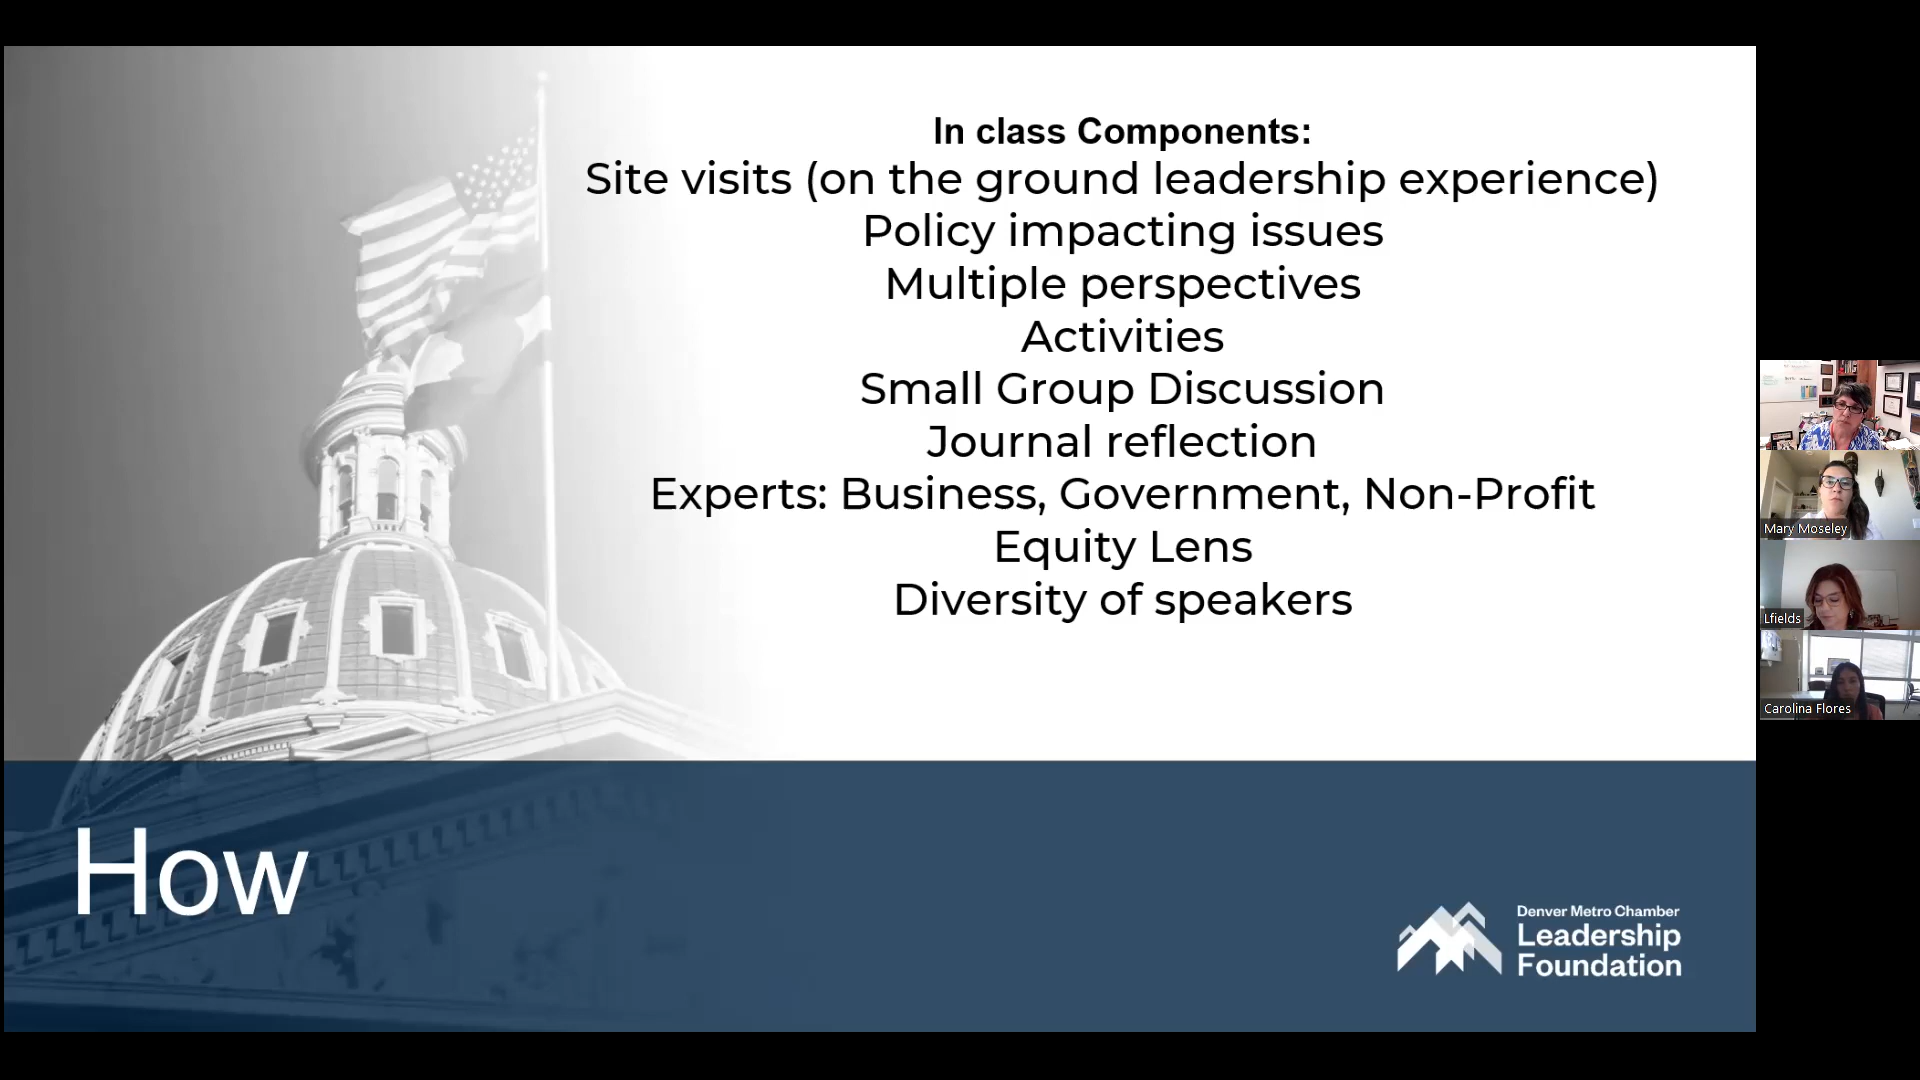 In class Components:
Site visits (on the ground leadership experience)
Policy impacting issues
Multiple perspectives
Activities
Small Group Discussion
Journal reflection
Experts: Business, Government, Non-Profit
Equity Lens
Diversity of speakers
How
Denver Metro Chamber
Leadership
Foundation
Mary Moseley
Lfields
Carolina Flores